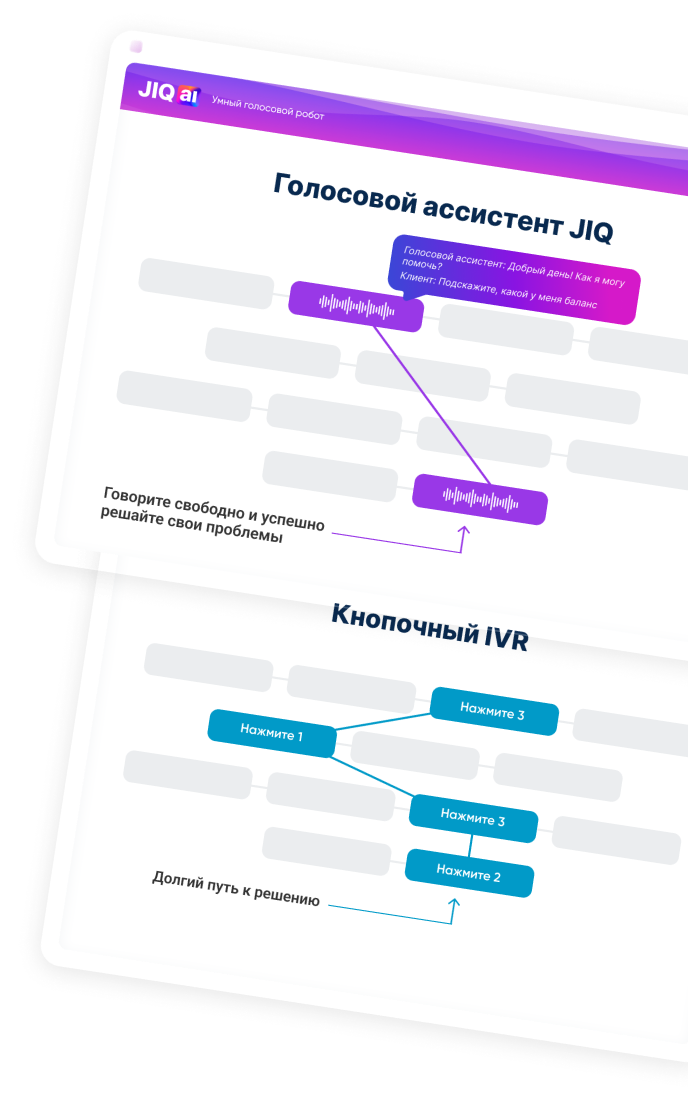 JIQ ai
Умный голосовой робот
Голосовой ассистент JIQ
Голосовой ассистент: Добрый день! Как я могу
помочь?
Клиент: Подскажите, какой у меня баланс
Говорите свободно и успешно
решайте свои проблемы
Кнопочный IVR
Нажмите 3
Нажмите 1
Нажмите 3
Нажмите 2
Долгий путь к решению